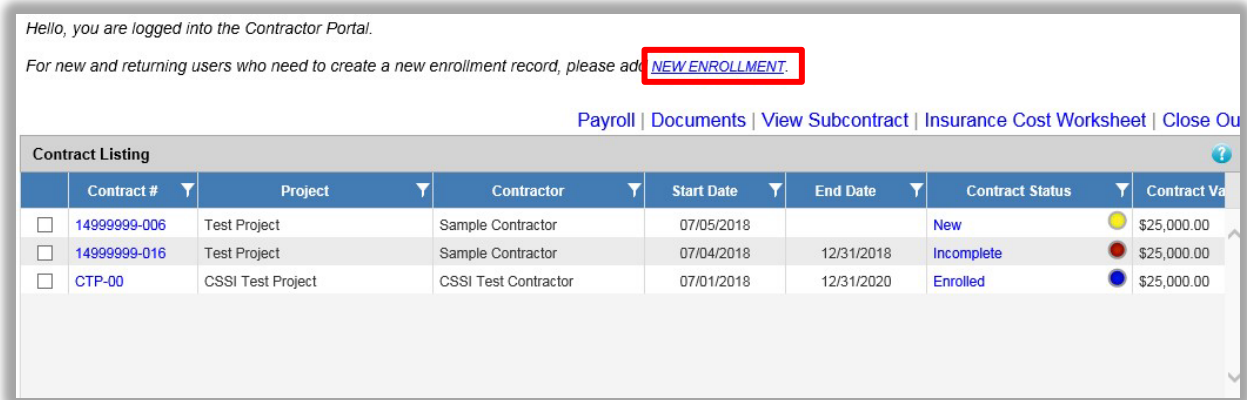 Hello, you are logged into the Contractor Portal.
For new and returning users who need to create a new enrollment record, please add NEW ENROLLMENT.
Payroll | Documents | View Subcontract | Insurance Cost Worksheet | Close Ou
Contract Listing ?
Contract # Project Contractor Start Date End Date Contract Status Contract Va
14999999-006 Test Project Sample Contractor 07/05/2018 New $25,000.00
14999999-016 Test Project Sample Contractor 07/04/2018 12/31/2018 Incomplete $25,000.00
CTP-00 CSSI Test Project CSSI Test Contractor 07/01/2018 12/31/2020 Enrolled $25,000.00